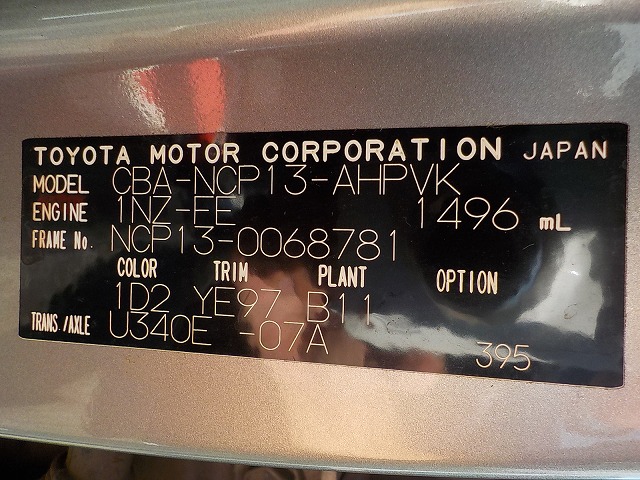 TOYOTA MOTOR CORPORATION JAPAN
MODEL CBA-NCP13-AHPVK
ENGINE 1NZ-FE 1496 mL
FRAME No. NCP13-0068781
COLOR TRIM PLANT OPTION
1D2 YE97 B11
TRANS./AXLE U340E -07A
395